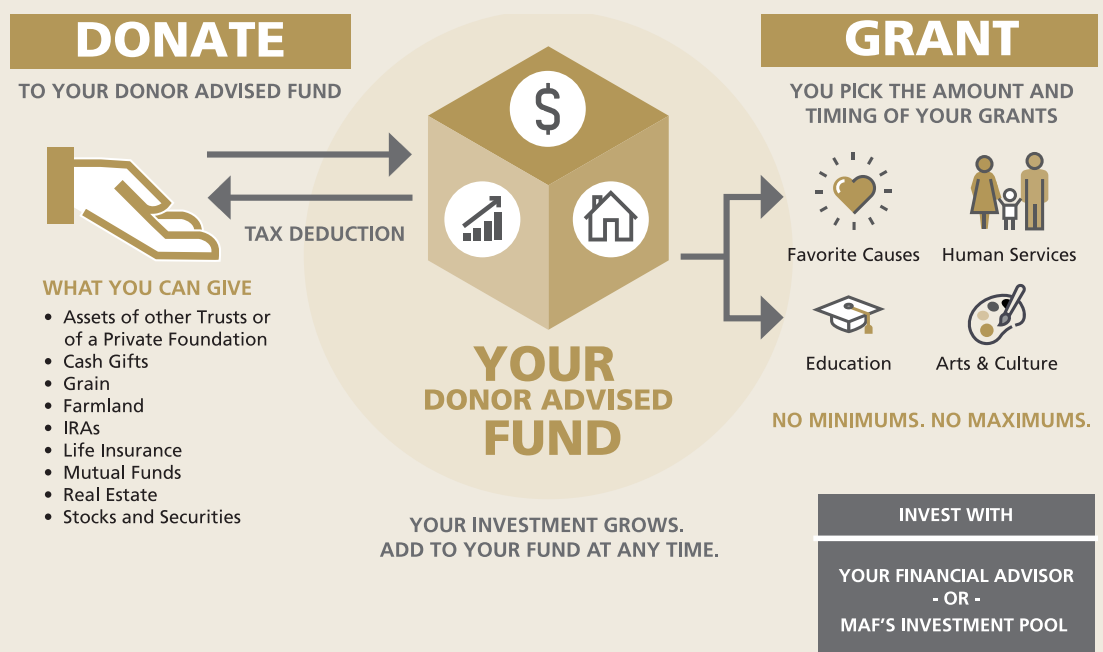 DONATE
TO YOUR DONOR ADVISED FUND
TAX DEDUCTION
WHAT YOU CAN GIVE
• Assets of other Trusts or
of a Private Foundation
• Cash Gifts
• Grain
• Farmland
• IRAs
• Life Insurance
• Mutual Funds
• Real Estate
• Stocks and Securities
$
YOUR
DONOR ADVISED
FUND
YOUR INVESTMENT GROWS.
ADD TO YOUR FUND AT ANY TIME.
GRANT
YOU PICK THE AMOUNT AND
TIMING OF YOUR GRANTS
Favorite Causes
Human Services
Education
Arts & Culture
NO MINIMUMS. NO MAXIMUMS.
INVEST WITH
YOUR FINANCIAL ADVISOR
- OR -
MAF'S INVESTMENT POOL